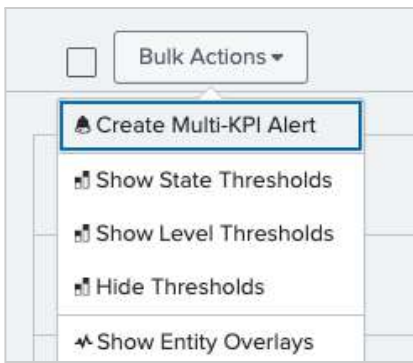 Bulk Actions
Create Multi-KPI Alert
Show State Thresholds
Show Level Thresholds
Hide Thresholds
Show Entity Overlays